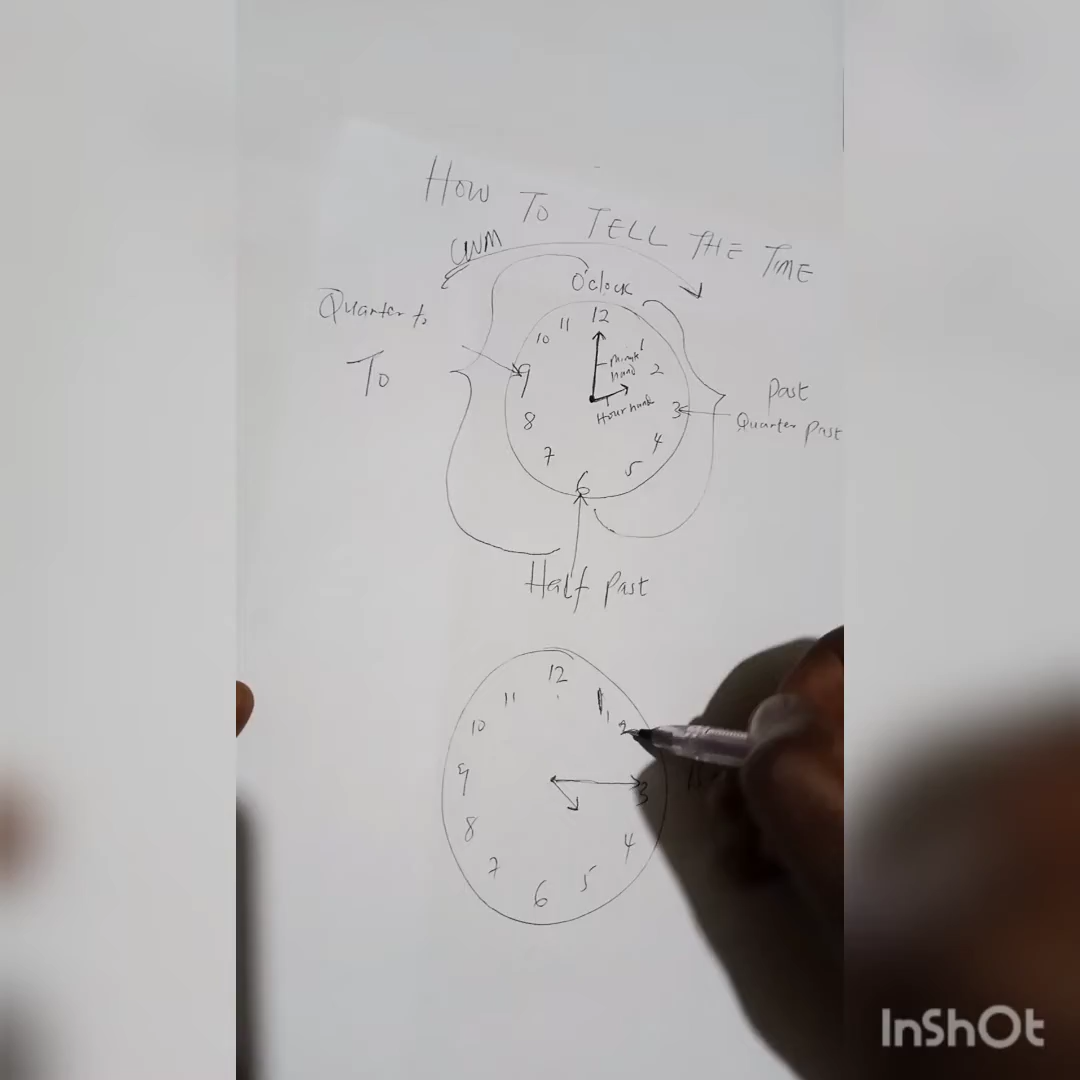 How To TELL THE TIME
O'clock
Quarter to
To
12
11
10
1
minute
hand
2
9
Hour hand
Past
3
Quarter Past
8
4
7
5
6
Half Past
12
11
1
10
2
9
3
8
4
7
5
6
InShOt